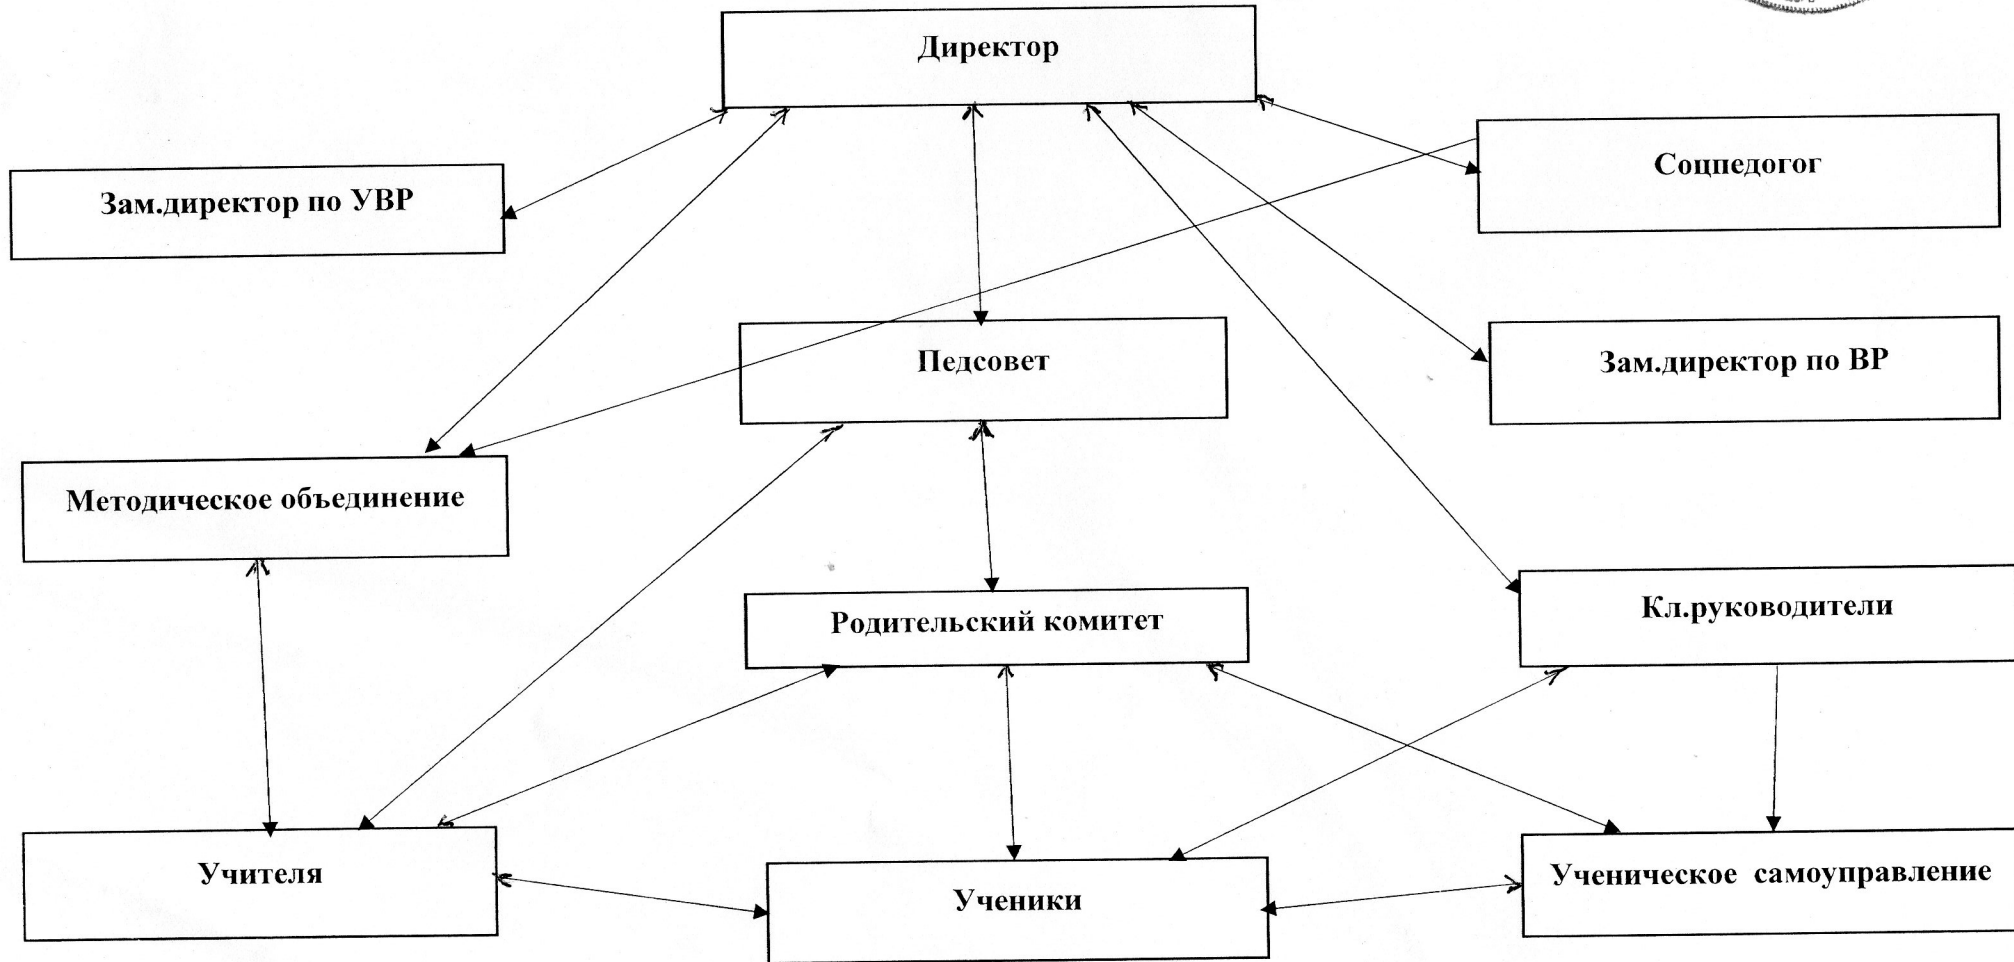 Директор
Соцпедогог
Зам.директор по УВР
Педсовет
Зам.директор по ВР
Методическое объединение
Родительский комитет
Кл.руководители
Учителя
Ученики
Ученическое самоуправление